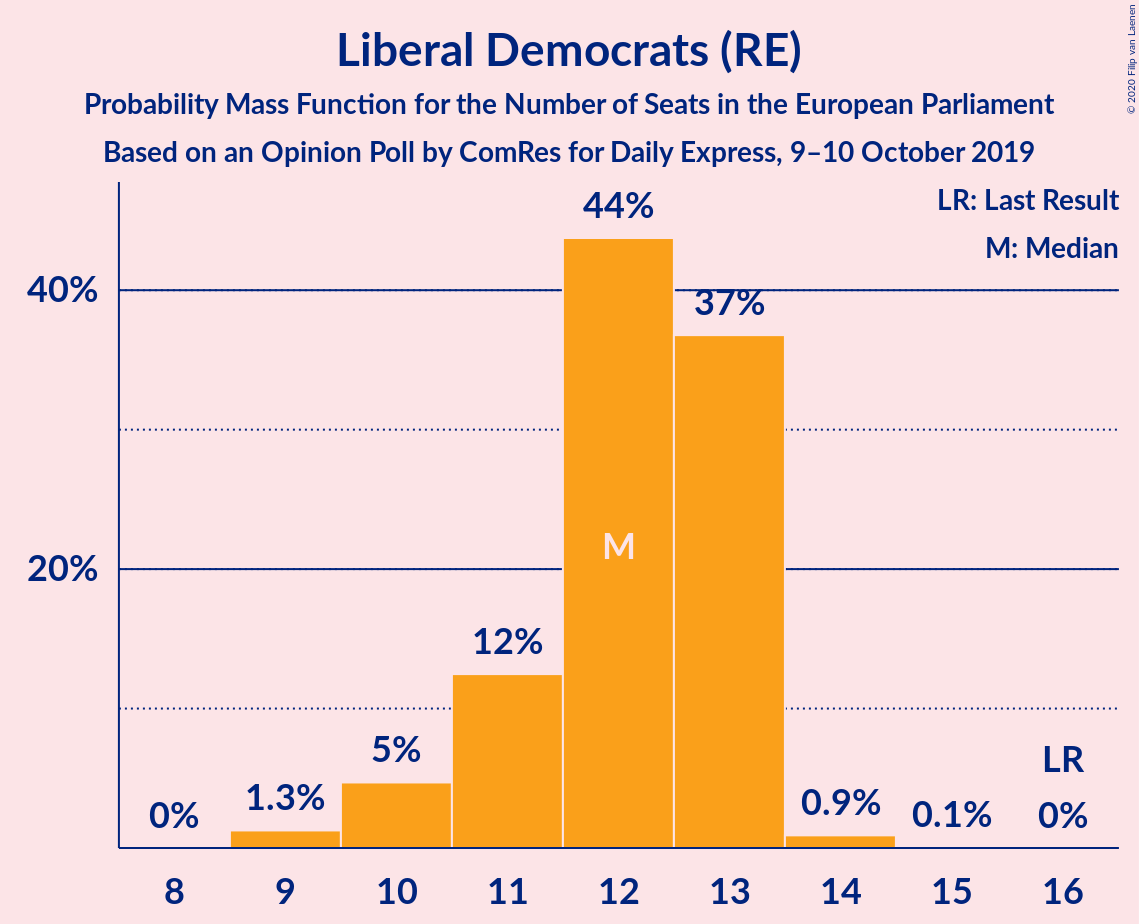 Liberal Democrats (RE)
Probability Mass Function for the Number of Seats in the European Parliament
Based on an Opinion Poll by ComRes for Daily Express, 9–10 October 2019
© 2020 Filip van Laenen
LR: Last Result
M: Median
40%
20%
0%
1.3%
5%
12%
44%
37%
0.9%
0.1%
0%
LR
M
8 9 10 11 12 13 14 15 16